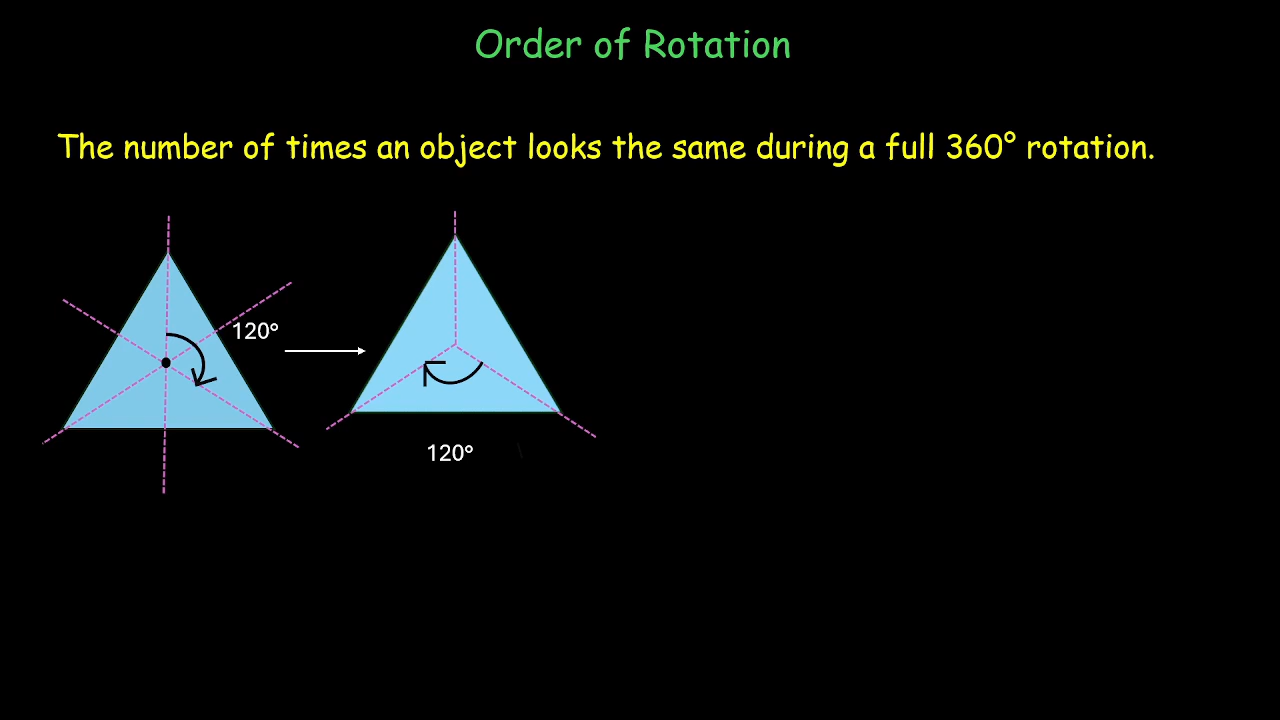 Order of Rotation
The number of times an object looks the same during a full 360° rotation.
120°
120°